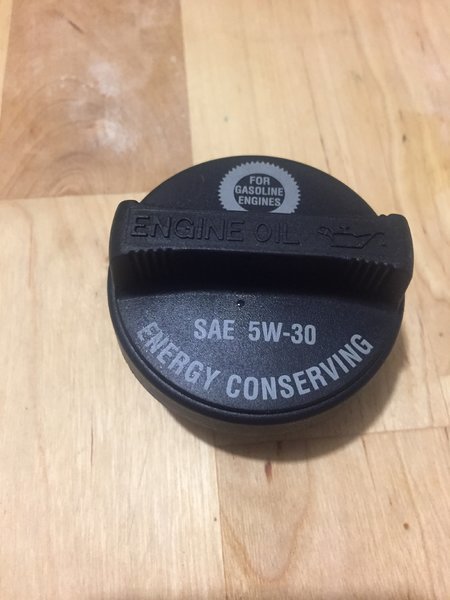 FOR
GASOLINE
ENGINES
ENGINE OIL
SAE 5W-30
ENERGY CONSERVING